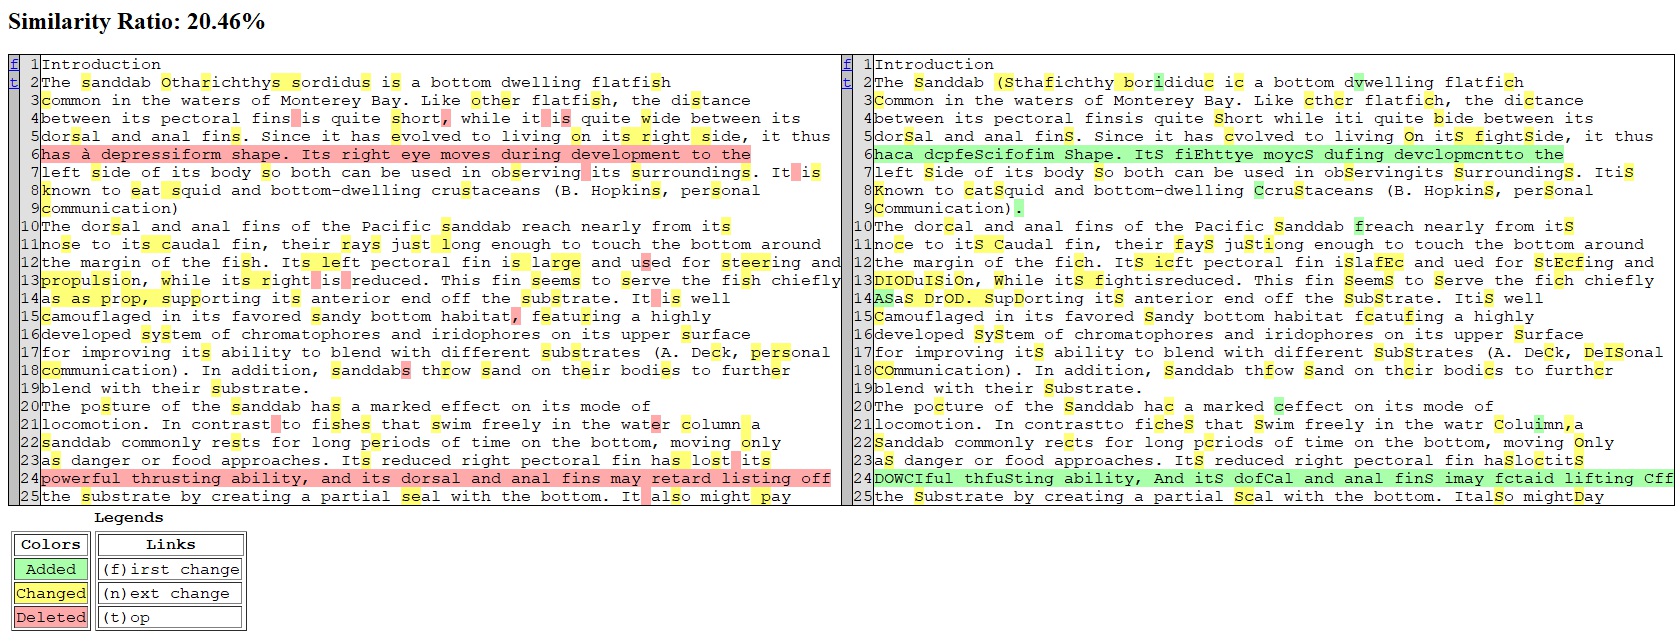 Similarity Ratio: 20.46%
f 1 Introduction
t 2 The sanddab Otharichthys sordidus is a bottom dwelling flatfish
3 common in the waters of Monterey Bay. Like other flatfish, the distance
4 between its pectoral fins is quite short, while it is quite wide between its
5 dorsal and anal fins. Since it has evolved to living on its right side, it thus
6 has à depressiform shape. Its right eye moves during development to the
7 left side of its body so both can be used in observing its surroundings. It is
8 known to eat squid and bottom-dwelling crustaceans (B. Hopkins, personal
9 communication)
10 The dorsal and anal fins of the Pacific sanddab reach nearly from its
11 nose to its caudal fin, their rays just long enough to touch the bottom around
12 the margin of the fish. Its left pectoral fin is large and used for steering and
13 propulsion, while its right is reduced. This fin seems to serve the fish chiefly
14 as as prop, supporting its anterior end off the substrate. It is well
15 camouflaged in its favored sandy bottom habitat, featuring a highly
16 developed system of chromatophores and iridophores on its upper surface
17 for improving its ability to blend with different substrates (A. Deck, personal
18 communication). In addition, sanddabs throw sand on their bodies to further
19 blend with their substrate.
20 The posture of the sanddab has a marked effect on its mode of
21 locomotion. In contrast to fishes that swim freely in the water column a
22 sanddab commonly rests for long periods of time on the bottom, moving only
23 as danger or food approaches. Its reduced right pectoral fin has lost its
24 powerful thrusting ability, and its dorsal and anal fins may retard listing off
25 the substrate by creating a partial seal with the bottom. It also might pay
f 1 Introduction
t 2 The Sanddab (Sthafichthy borididuc ic a bottom dvwelling flatfich
3 Common in the waters of Monterey Bay. Like cthcr flatfich, the dictance
4 between its pectoral finsis quite Short while iti quite bide between its
5 dorSal and anal finS. Since it has cvolved to living On itS fightSide, it thus
6 haca dcpfeScifofim Shape. ItS fiEhttye moycS dufing devclopmcntto the
7 left Side of its body So both can be used in obServingits SurroundingS. ItiS
8 Known to catSquid and bottom-dwelling CcruStaceans (B. HopkinS, perSonal
9 Communication).
10 The dorcal and anal fins of the Pacific Sanddab freach nearly from itS
11 noce to itS Caudal fin, their fayS juStiong enough to touch the bottom around
12 the margin of the fich. ItS icft pectoral fin iSlafEc and ued for StEcfing and
13 DIODuISiOn, While itS fightisreduced. This fin SeemS to Serve the fich chiefly
14 ASaS DrOD. SupDorting itS anterior end off the SubStrate. ItiS well
15 Camouflaged in its favored Sandy bottom habitat fcatufing a highly
16 developed SyStem of chromatophores and iridophores on its upper Surface
17 for improving itS ability to blend with different SubStrates (A. DeCk, DeISonal
18 COmmunication). In addition, Sanddab thfow Sand on thcir bodics to furthcr
19 blend with their Substrate.
20 The pocture of the Sanddab hac a marked ceffect on its mode of
21 locomotion. In contrastto ficheS that Swim freely in the watr Coluimn,a
22 Sanddab commonly rects for long pcriods of time on the bottom, moving Only
23 aS danger or food approaches. ItS reduced right pectoral fin haSloctitS
24 DOWCIful thfuSting ability, And itS dofCal and anal finS imay fctaid lifting Cff
25 the Substrate by creating a partial Scal with the bottom. ItalSo mightDay
Legends
Colors Links
Added (f)irst change
Changed (n)ext change
Deleted (t)op